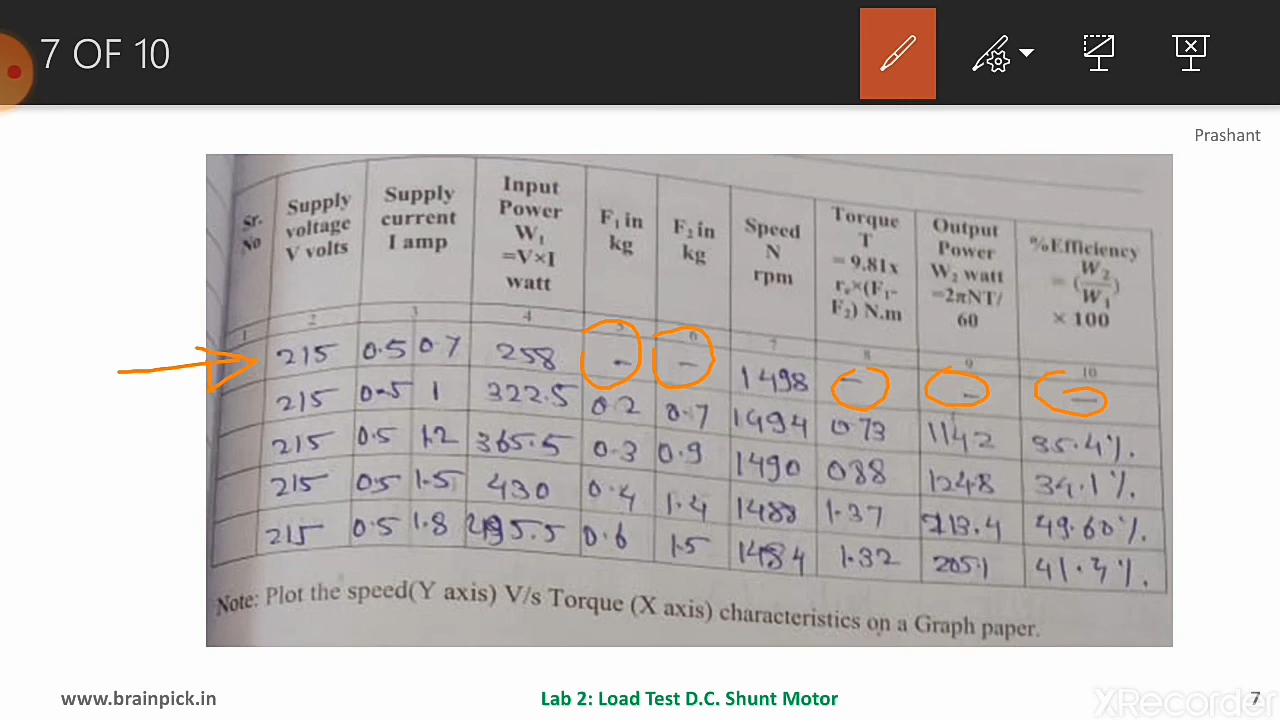 7 OF 10
Prashant
Sr. No | Supply voltage V volts | Supply current I amp | Input Power W₁ =V×I watt | F₁ in kg | F₂ in kg | Speed N rpm | Torque T = 9.81x rₑ×(F₁- F₂) N.m | Output Power W₂ watt =2πNT/ 60 | %Efficiency = (W₂/W₁) × 100
1 2 3 4 5 6 7 8 9 10
215 0.5 0.7 258 - - 1498 - - -
215 0.5 1 322.5 0.2 0.7 1494 0.73 1142 35.4%.
215 0.5 1.2 365.5 0.3 0.9 1490 088 1248 34.1%.
215 0.5 1.5 430 0.4 1.4 1488 1.37 213.4 49.60%.
215 0.5 1.8 495.5 0.6 1.5 1484 1.32 205.1
Note: Plot the speed(Y axis) V/s Torque (X axis) characteristics on a Graph paper.
www.brainpick.in
Lab 2: Load Test D.C. Shunt Motor
7
XRecorder